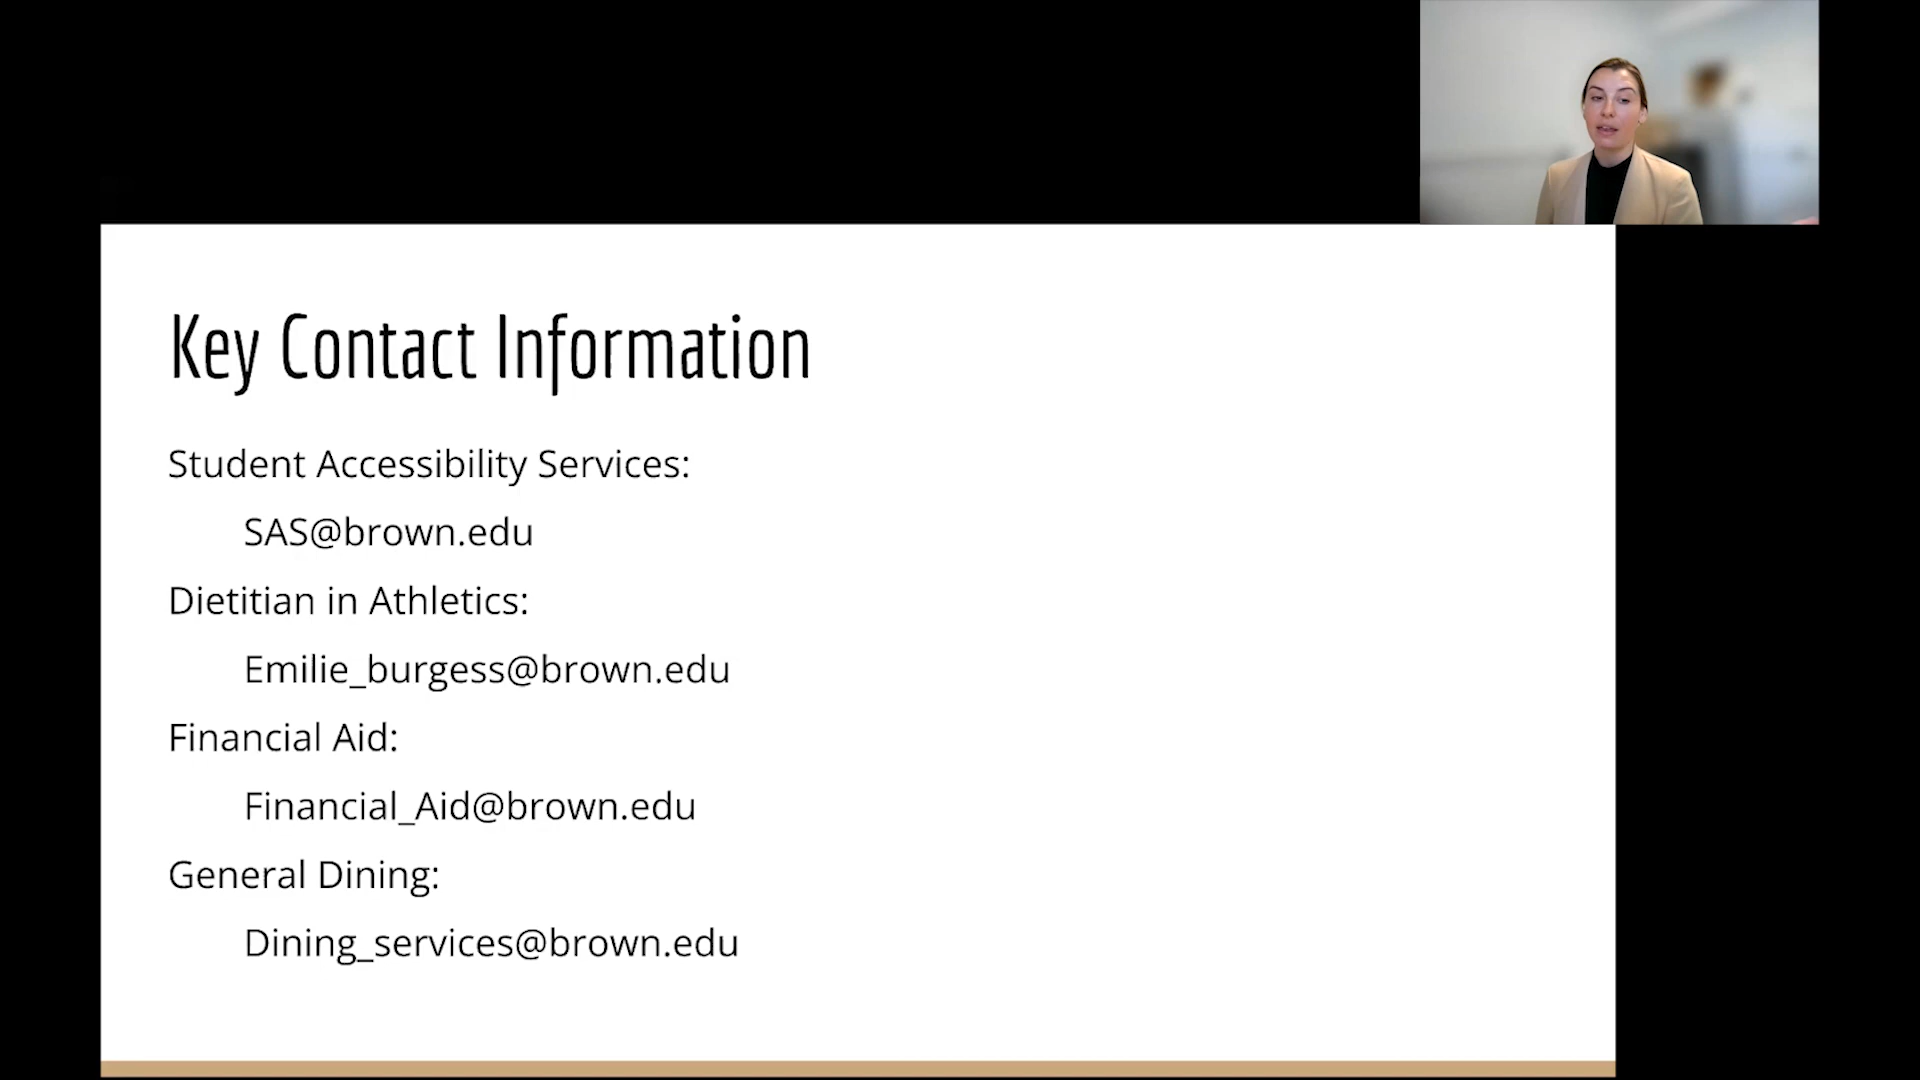 Key Contact Information
Student Accessibility Services:
SAS@brown.edu
Dietitian in Athletics:
Emilie_burgess@brown.edu
Financial Aid:
Financial_Aid@brown.edu
General Dining:
Dining_services@brown.edu